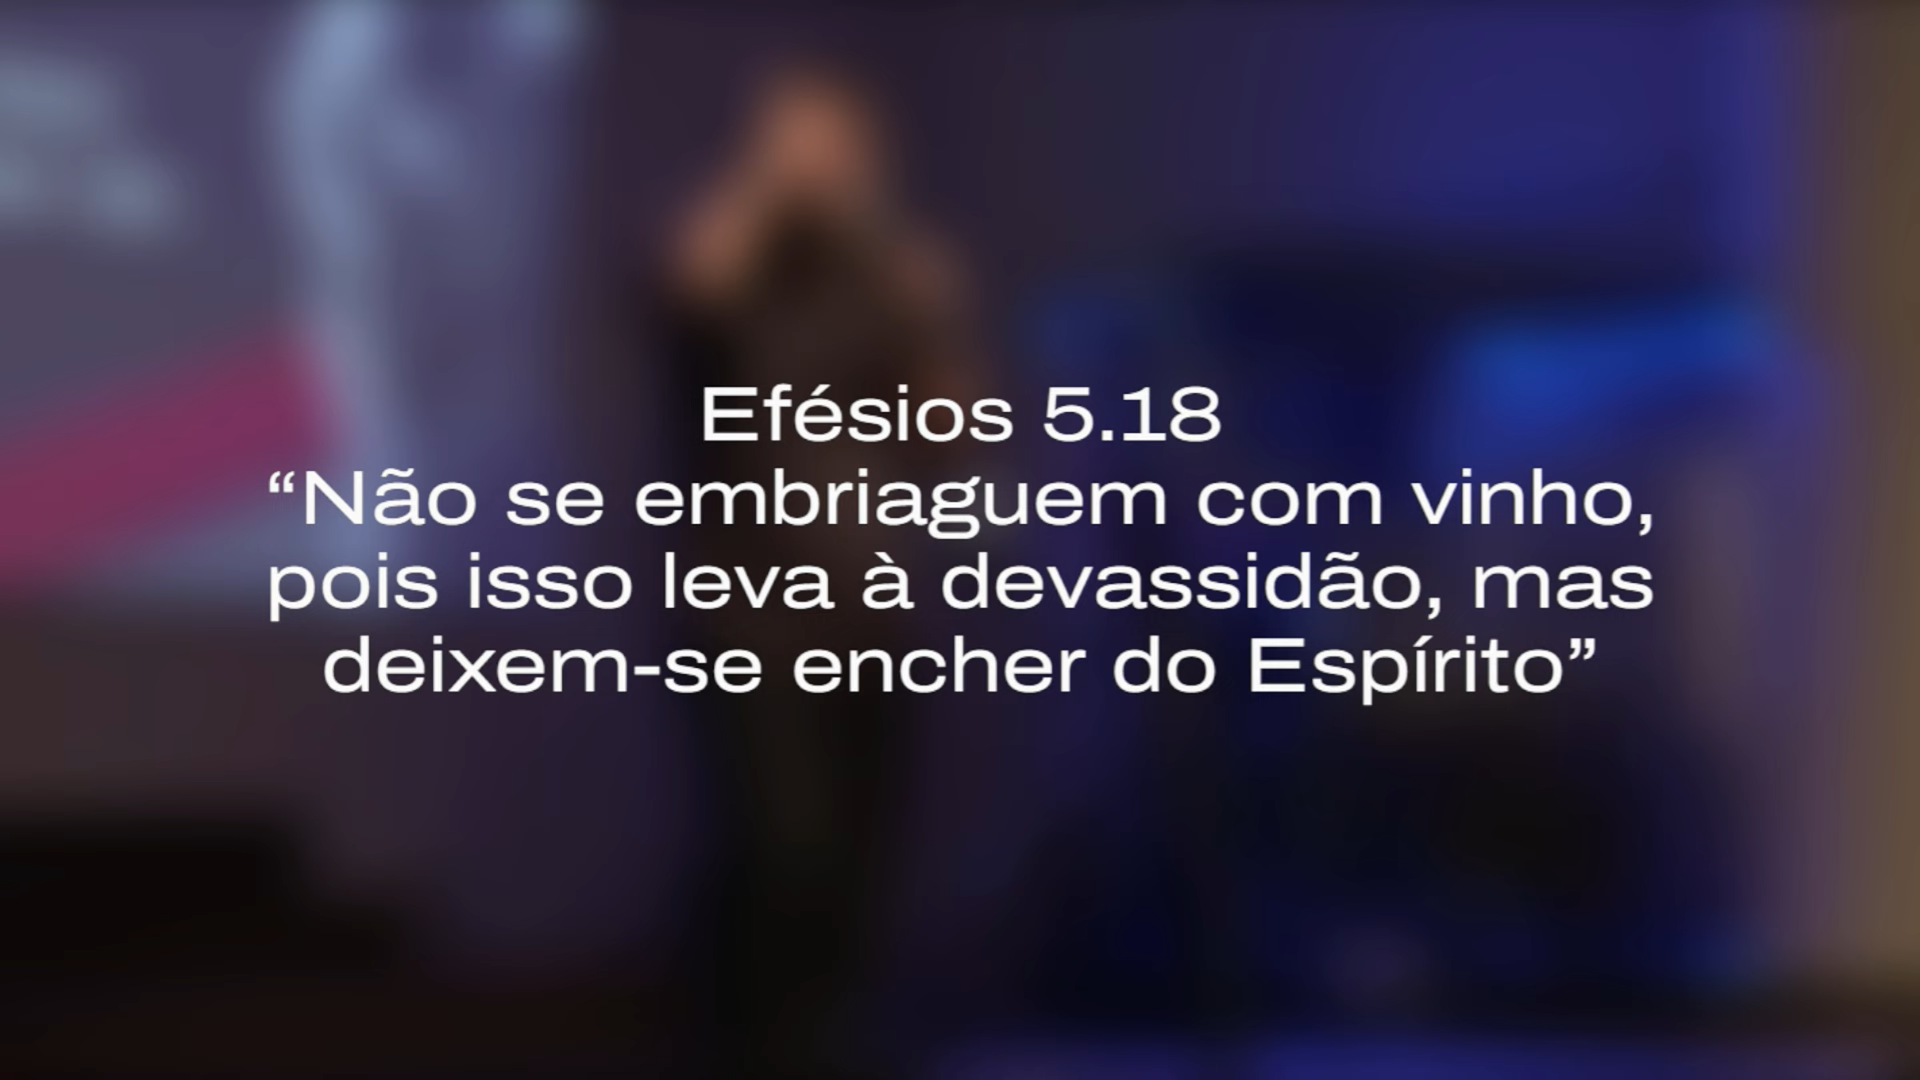 Efésios 5.18
“Não se embriaguem com vinho,
pois isso leva à devassidão, mas
deixem-se encher do Espírito”